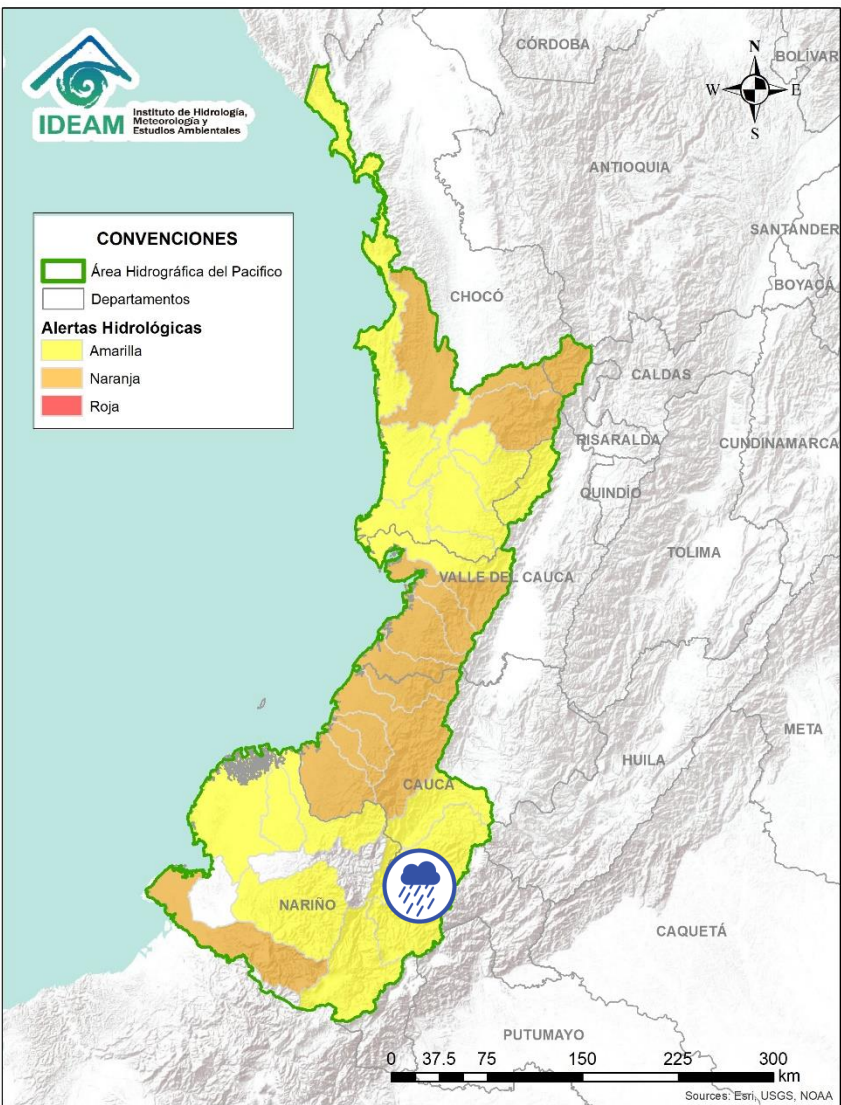 IDEAM
Instituto de Hidrología,
Meteorología y
Estudios Ambientales
CÓRDOBA
BOLÍVAR
N
W
E
S
ANTIOQUIA
SANTANDER
BOYACÁ
CONVENCIONES
Área Hidrográfica del Pacifico
Departamentos
Alertas Hidrológicas
Amarilla
Naranja
Roja
CHOCÓ
CALDAS
RISARALDA
CUNDINAMARCA
QUINDÍO
TOLIMA
VALLE DEL CAUCA
META
HUILA
CAUCA
NARIÑO
CAQUETÁ
PUTUMAYO
0 37.5 75 150 225 300
km
Sources: Esri, USGS, NOAA